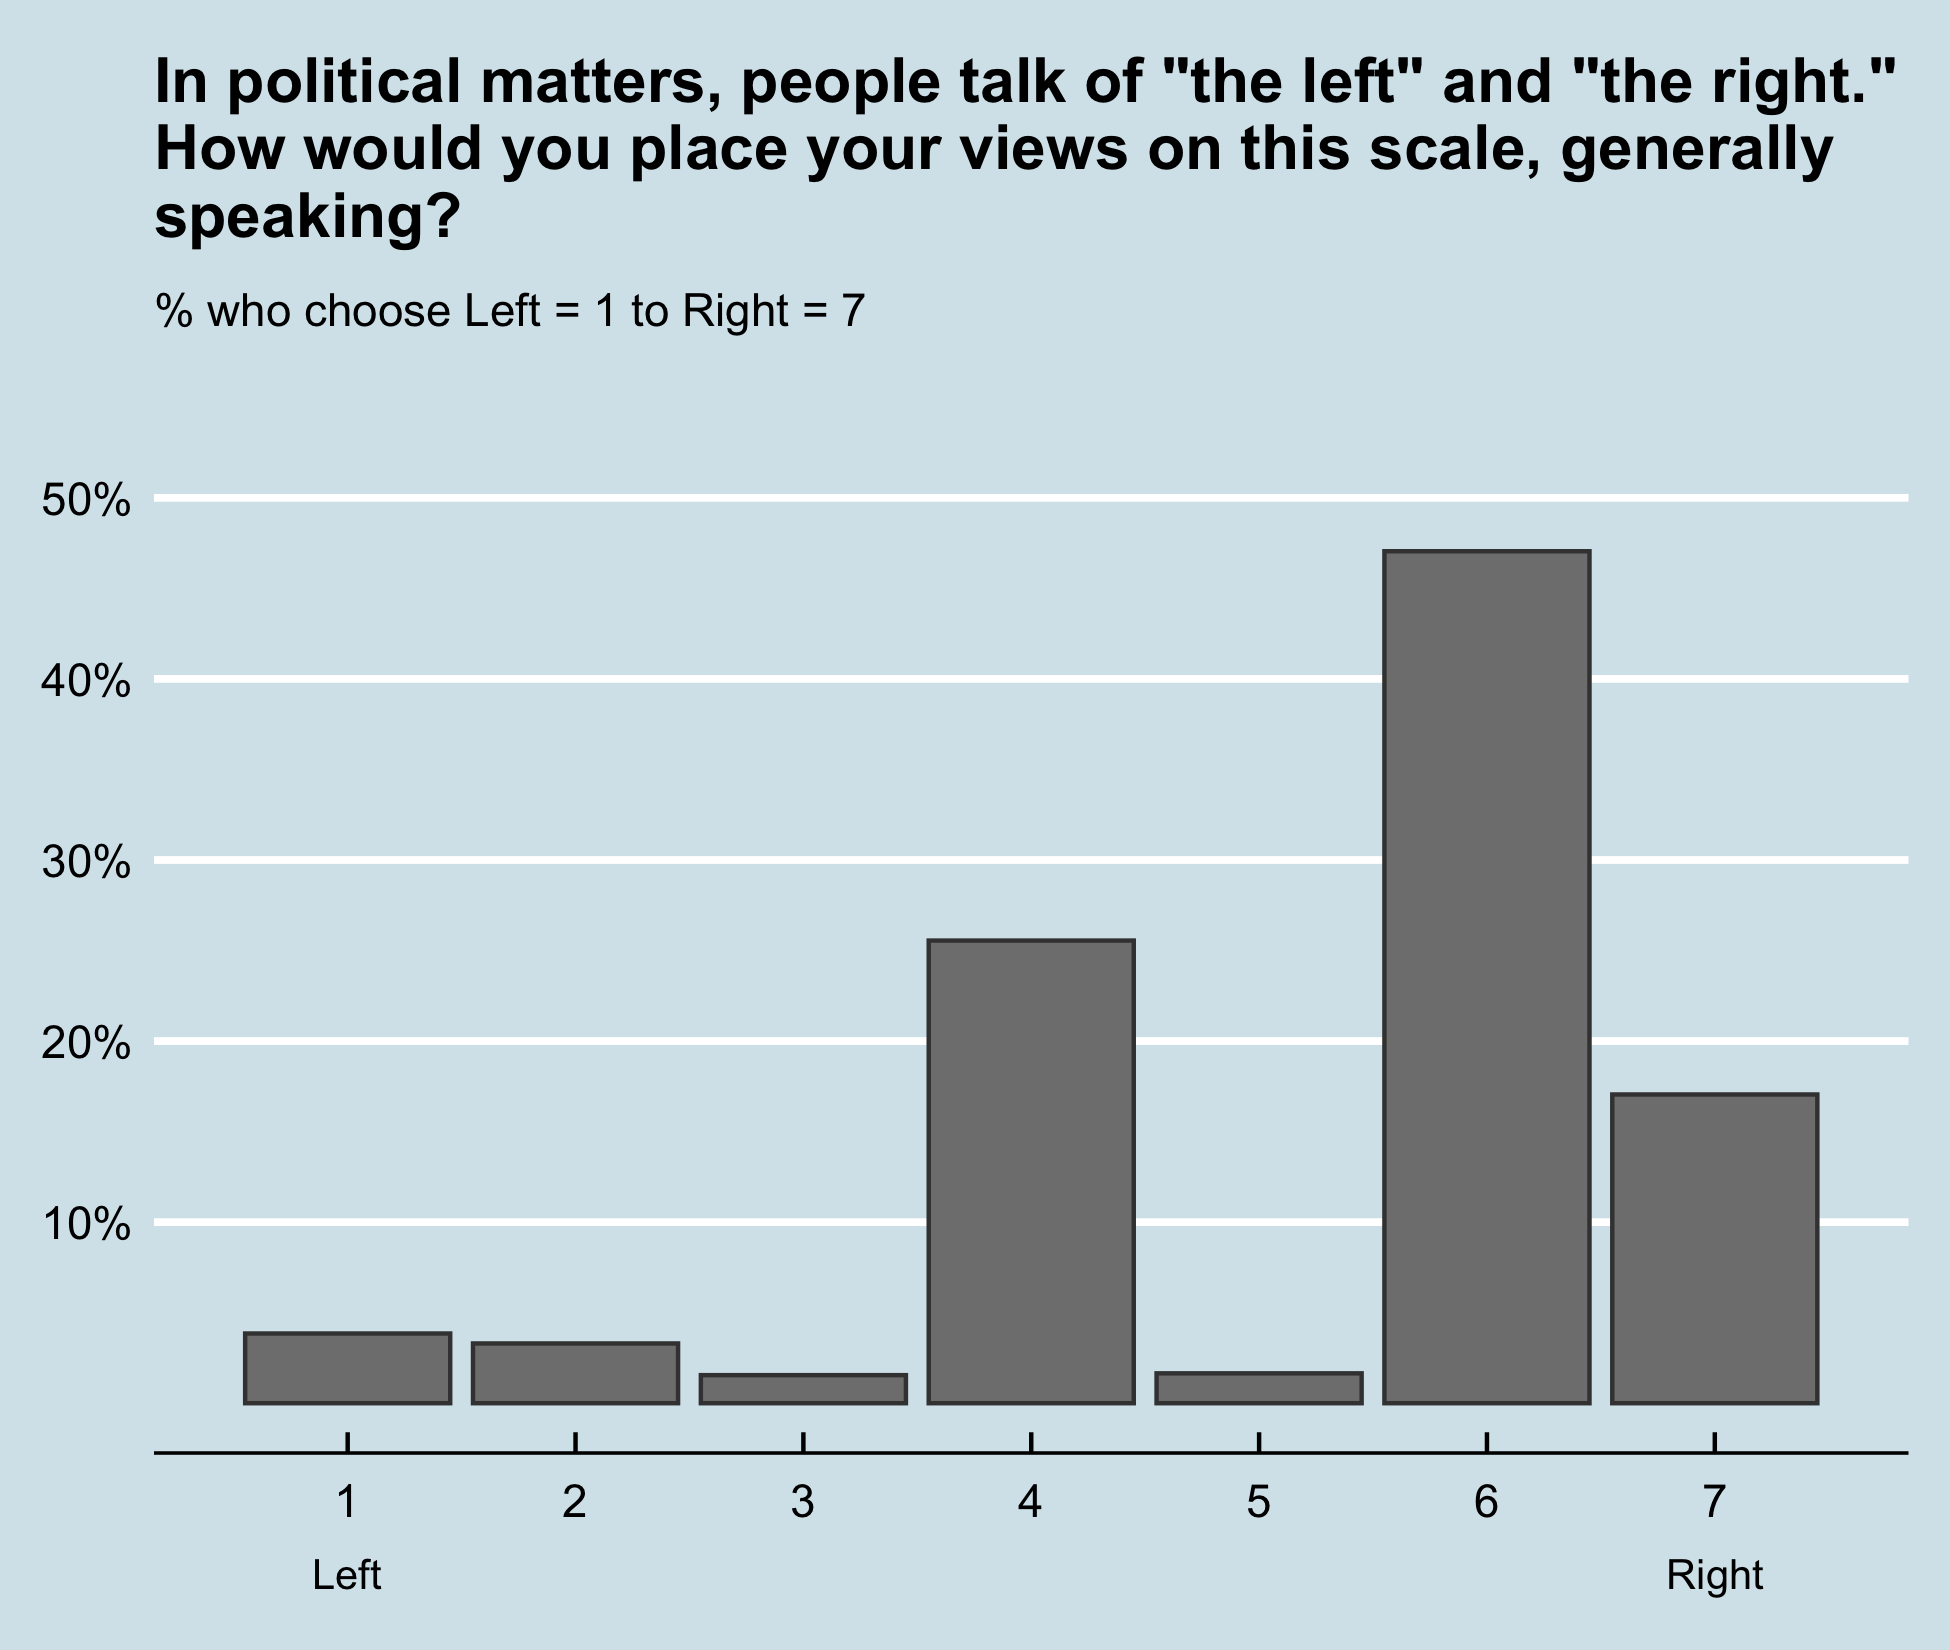 In political matters, people talk of "the left" and "the right."
How would you place your views on this scale, generally
speaking?
% who choose Left = 1 to Right = 7
50%
40%
30%
20%
10%
1 2 3 4 5 6 7
Left Right